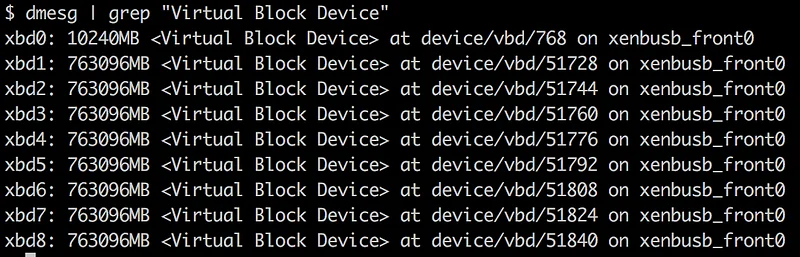 $ dmesg | grep "Virtual Block Device"
xbd0: 10240MB <Virtual Block Device> at device/vbd/768 on xenbusb_front0
xbd1: 763096MB <Virtual Block Device> at device/vbd/51728 on xenbusb_front0
xbd2: 763096MB <Virtual Block Device> at device/vbd/51744 on xenbusb_front0
xbd3: 763096MB <Virtual Block Device> at device/vbd/51760 on xenbusb_front0
xbd4: 763096MB <Virtual Block Device> at device/vbd/51776 on xenbusb_front0
xbd5: 763096MB <Virtual Block Device> at device/vbd/51792 on xenbusb_front0
xbd6: 763096MB <Virtual Block Device> at device/vbd/51808 on xenbusb_front0
xbd7: 763096MB <Virtual Block Device> at device/vbd/51824 on xenbusb_front0
xbd8: 763096MB <Virtual Block Device> at device/vbd/51840 on xenbusb_front0